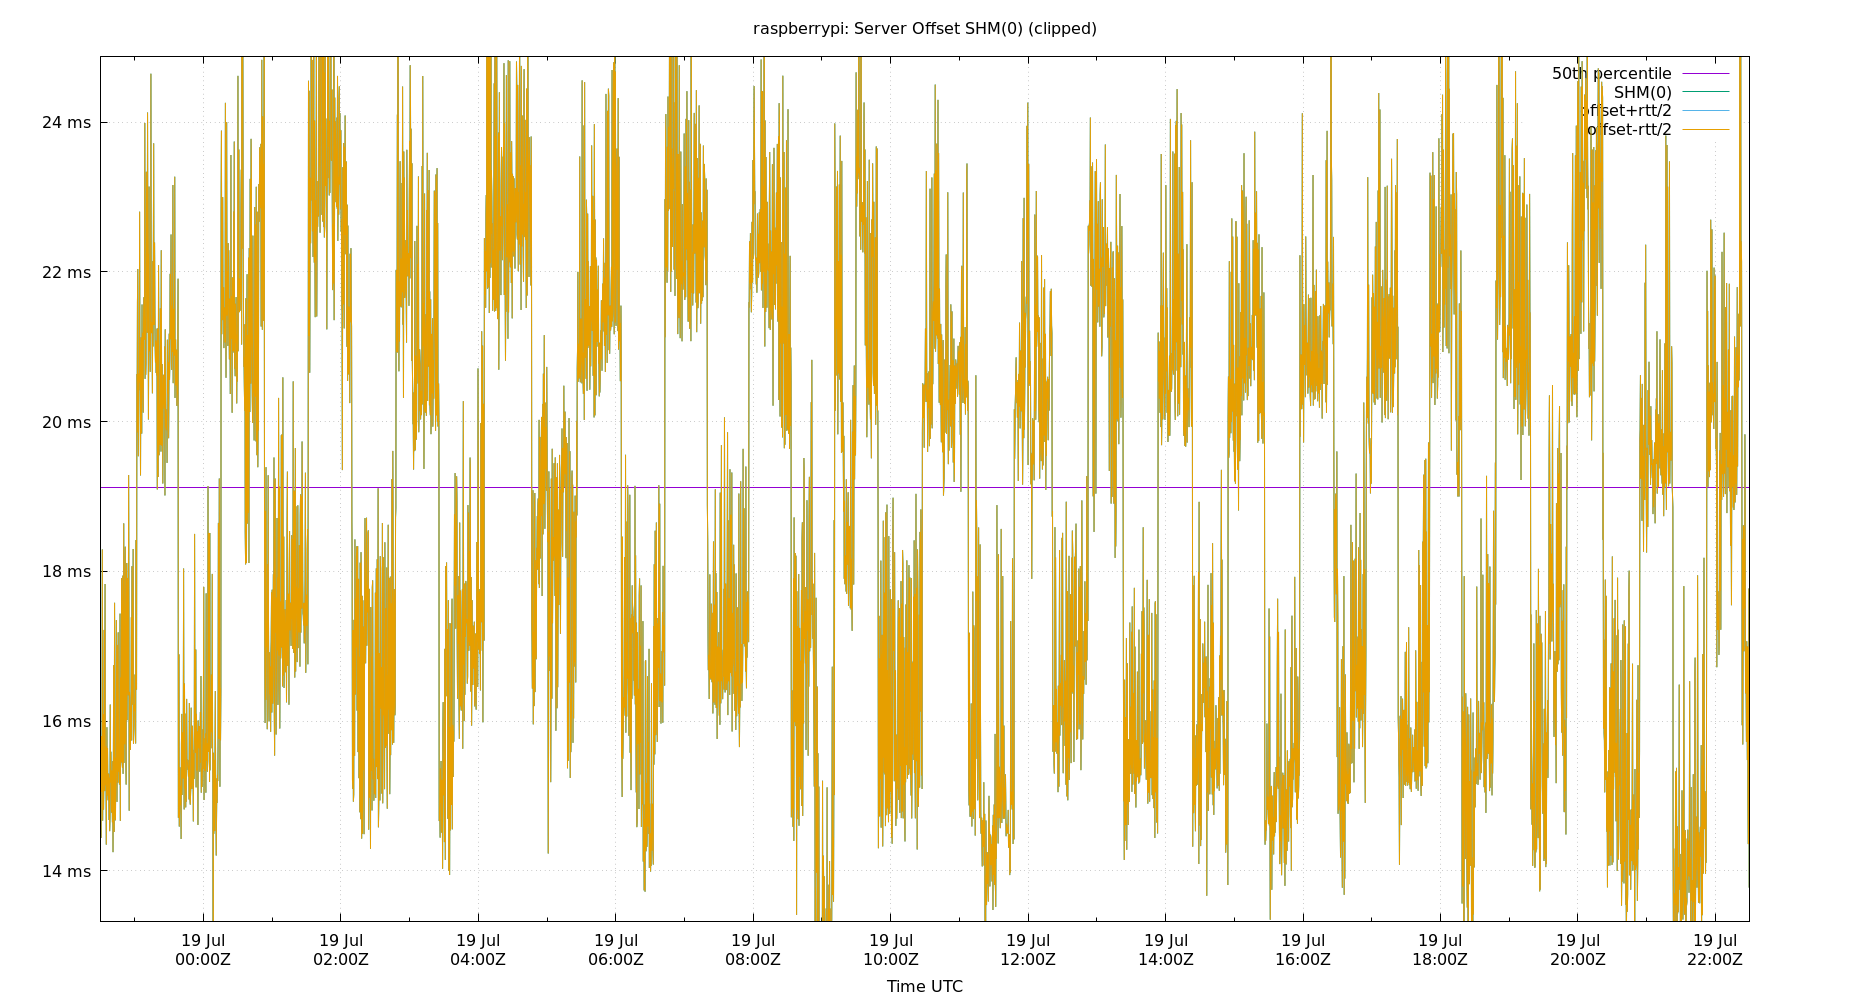 raspberrypi: Server Offset SHM(0) (clipped)
50th percentile
SHM(0)
offset+rtt/2
offset-rtt/2
24 ms
22 ms
20 ms
18 ms
16 ms
14 ms
19 Jul 19 Jul 19 Jul 19 Jul 19 Jul 19 Jul 19 Jul 19 Jul 19 Jul 19 Jul 19 Jul 19 Jul
00:00Z 02:00Z 04:00Z 06:00Z 08:00Z 10:00Z 12:00Z 14:00Z 16:00Z 18:00Z 20:00Z 22:00Z
Time UTC